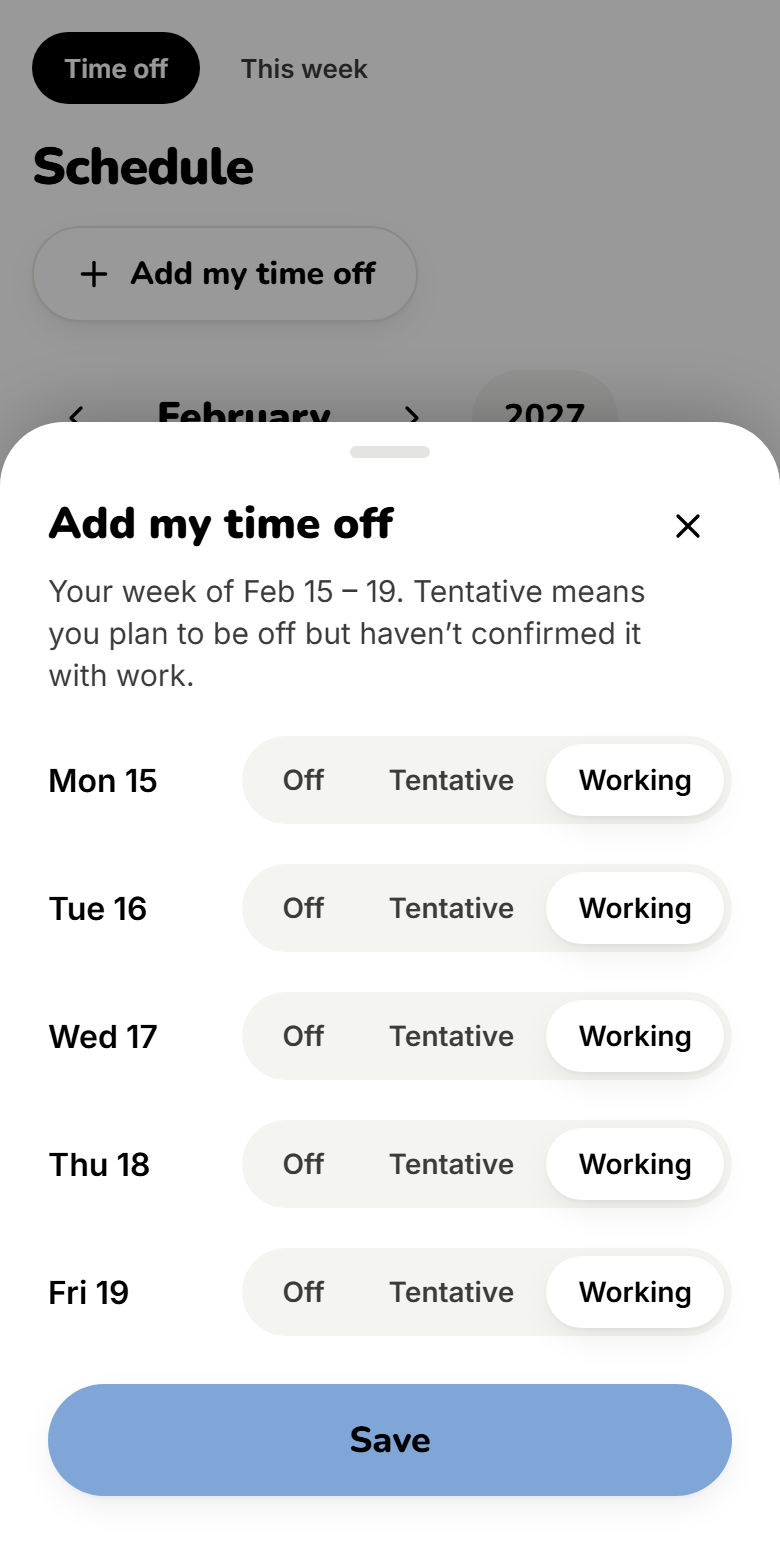 Time off This week
Schedule
Add my time off
February 2027
Add my time off
Your week of Feb 15 – 19. Tentative means
you plan to be off but haven’t confirmed it
with work.
Mon 15 Off Tentative Working
Tue 16 Off Tentative Working
Wed 17 Off Tentative Working
Thu 18 Off Tentative Working
Fri 19 Off Tentative Working
Save